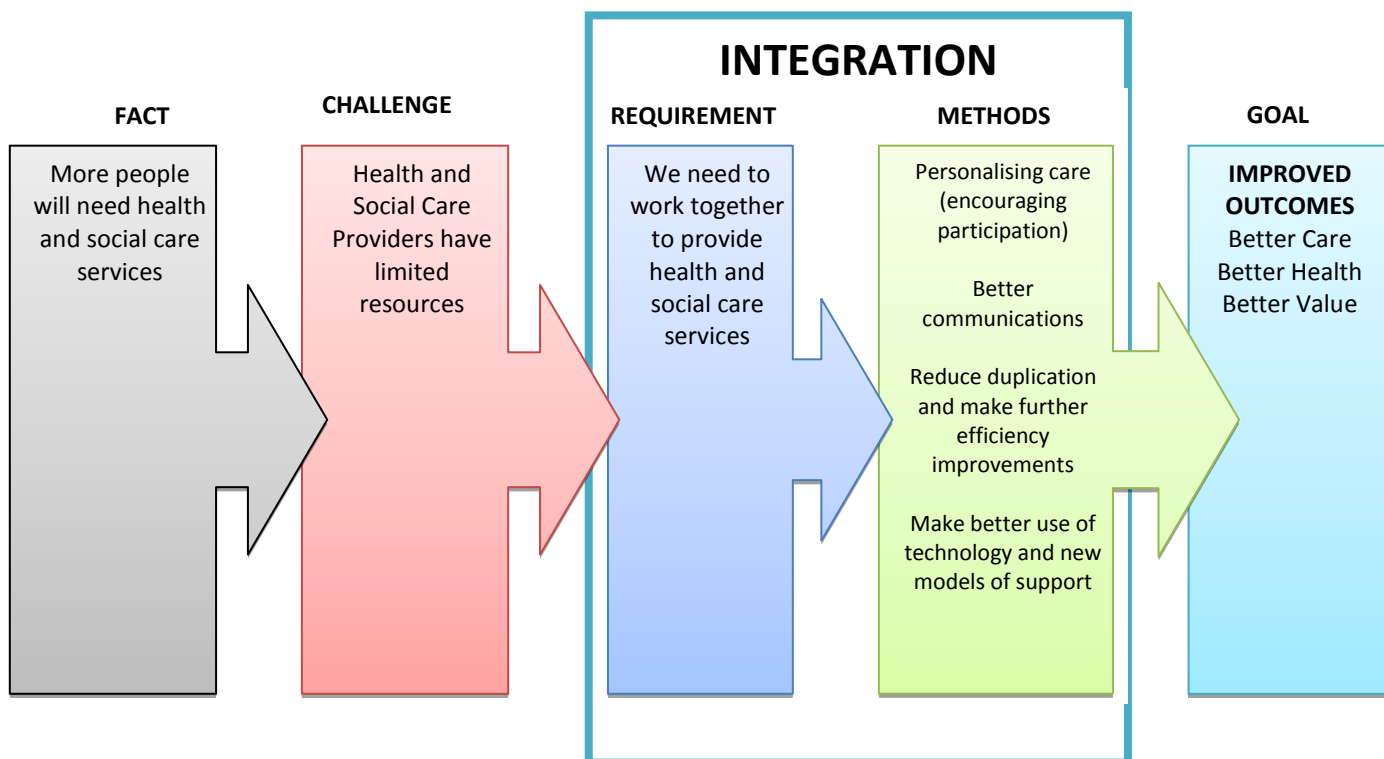 INTEGRATION
FACT
More people
will need health
and social care
services
CHALLENGE
Health and
Social Care
Providers have
limited
resources
REQUIREMENT
We need to
work together
to provide
health and
social care
services
METHODS
Personalising care
(encouraging
participation)
Better
communications
Reduce duplication
and make further
efficiency
improvements
Make better use of
technology and new
models of support
GOAL
IMPROVED
OUTCOMES
Better Care
Better Health
Better Value